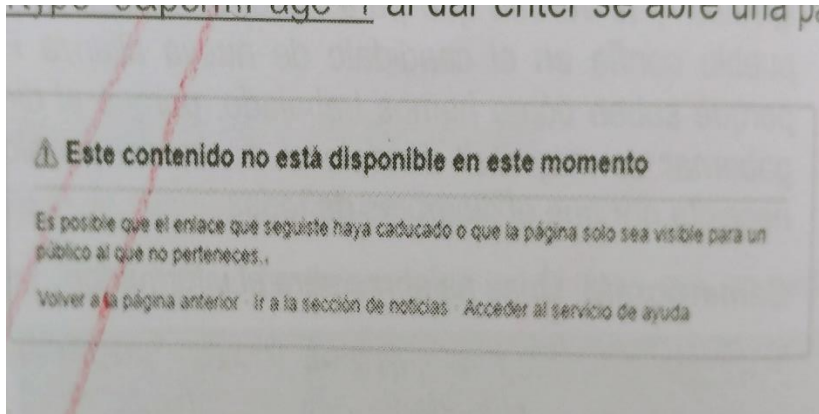 al dar enter se abre una
Este contenido no está disponible en este momento
Es posible que el enlace que seguiste haya caducado o que la página solo sea visible para un
público al que no perteneces..
Volver a la página anterior · Ir a la sección de noticias · Acceder al servicio de ayuda